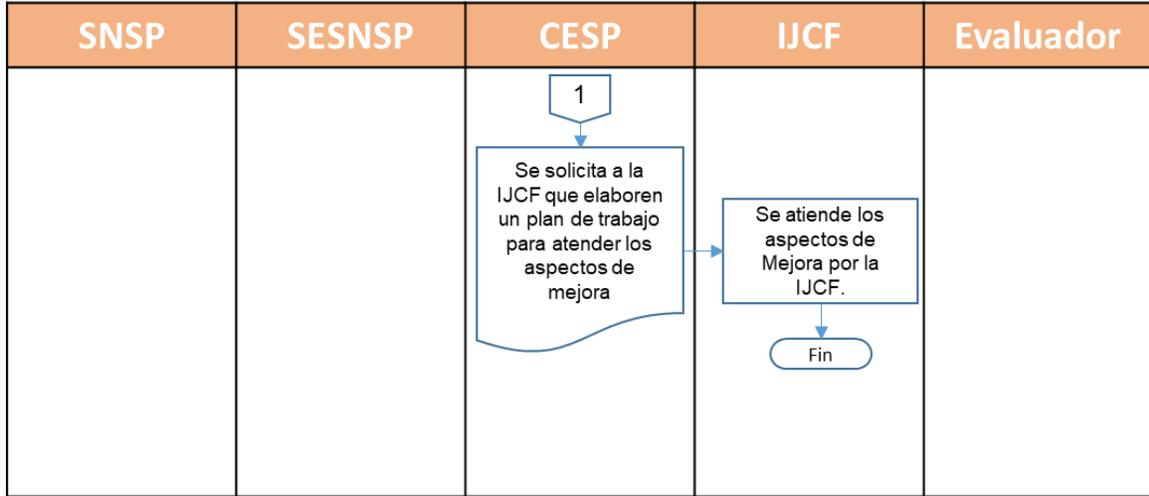 SNSP
SESNSP
CESP
IJCF
Evaluador
1
Se solicita a la
IJCF que elaboren
un plan de trabajo
para atender los
aspectos de
mejora
Se atiende los
aspectos de
Mejora por la
IJCF.
Fin